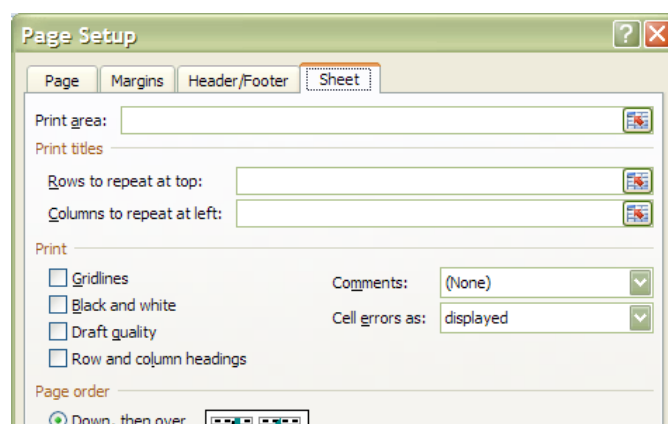 Page Setup
Page Margins Header/Footer Sheet
Print area:
Print titles
Rows to repeat at top:
Columns to repeat at left:
Print
Gridlines
Comments: (None)
Black and white
Cell errors as: displayed
Draft quality
Row and column headings
Page order
Down, then over